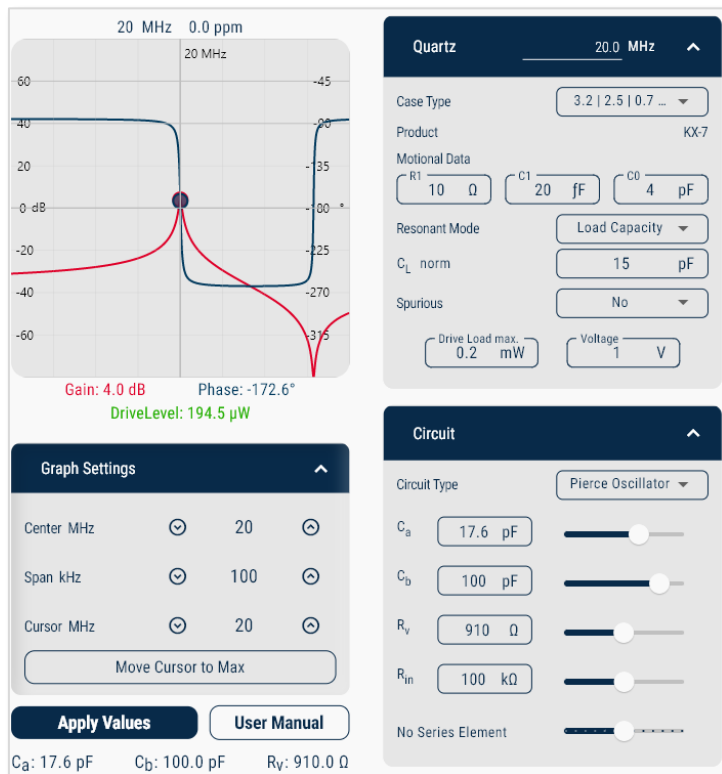 20 MHz 0.0 ppm
20 MHz
60
-45
40
-90
20
-135
0 dB
-180 °
-20
-225
-40
-270
-60
-315
Gain: 4.0 dB Phase: -172.6°
DriveLevel: 194.5 µW
Graph Settings
Center MHz 20
Span kHz 100
Cursor MHz 20
Move Cursor to Max
Apply Values User Manual
Ca: 17.6 pF Cb: 100.0 pF Rv: 910.0 Ω
Quartz 20.0 MHz
Case Type 3.2 | 2.5 | 0.7 ...
Product KX-7
Motional Data
R1 C1 C0
10 Ω 20 fF 4 pF
Resonant Mode Load Capacity
CL norm 15 pF
Spurious No
Drive Load max. Voltage
0.2 mW 1 V
Circuit
Circuit Type Pierce Oscillator
Ca 17.6 pF
Cb 100 pF
Rv 910 Ω
Rin 100 kΩ
No Series Element